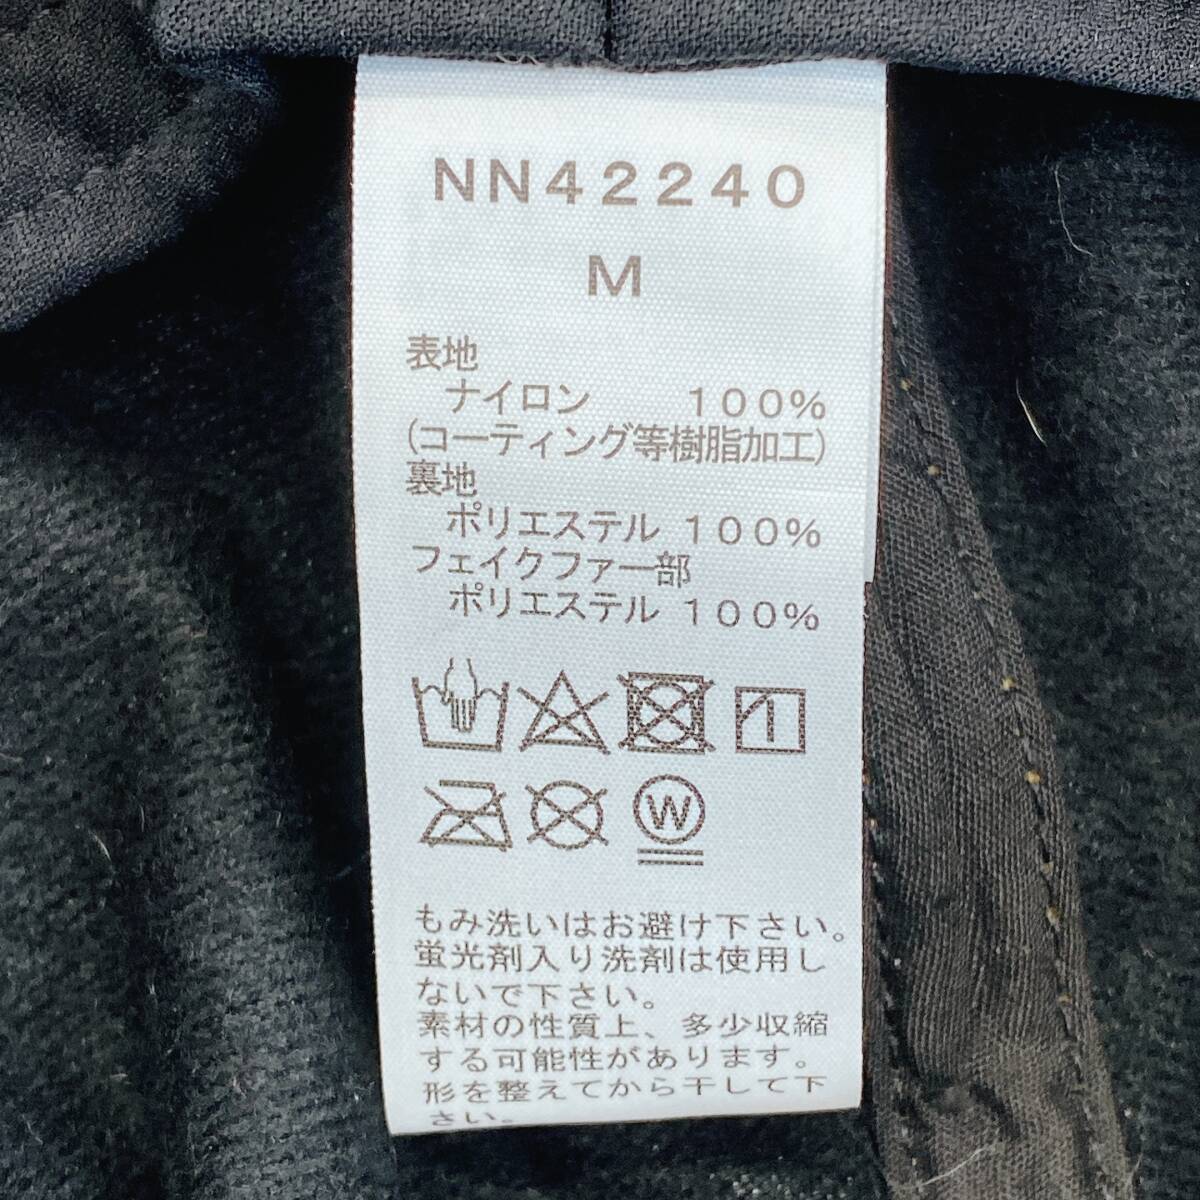 NN42240
M
表地
ナイロン 100%
(コーティング等樹脂加工)
裏地
ポリエステル 100%
フェイクファー部
ポリエステル 100%
W
もみ洗いはお避け下さい。
蛍光剤入り洗剤は使用し
ないで下さい。
素材の性質上、多少収縮
する可能性があります。
形を整えてから干して下
さい。